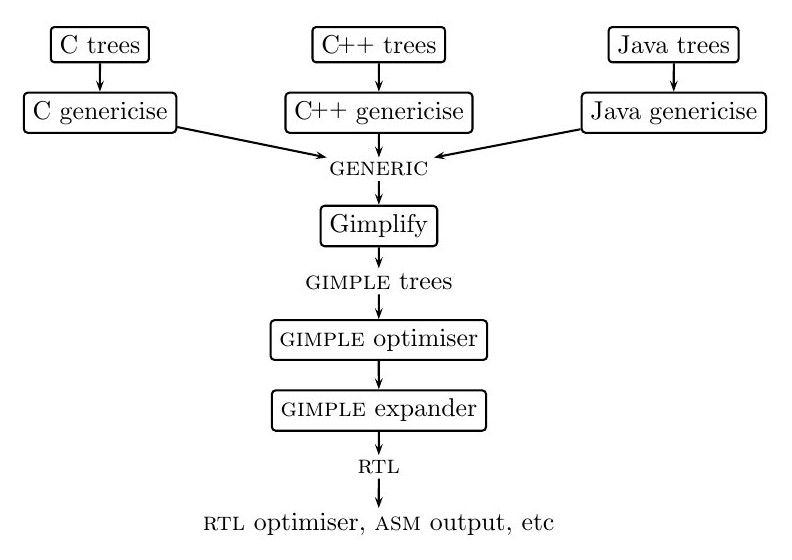 C trees
C++ trees
Java trees
C genericise
C++ genericise
Java genericise
GENERIC
Gimplify
GIMPLE trees
GIMPLE optimiser
GIMPLE expander
RTL
RTL optimiser, ASM output, etc